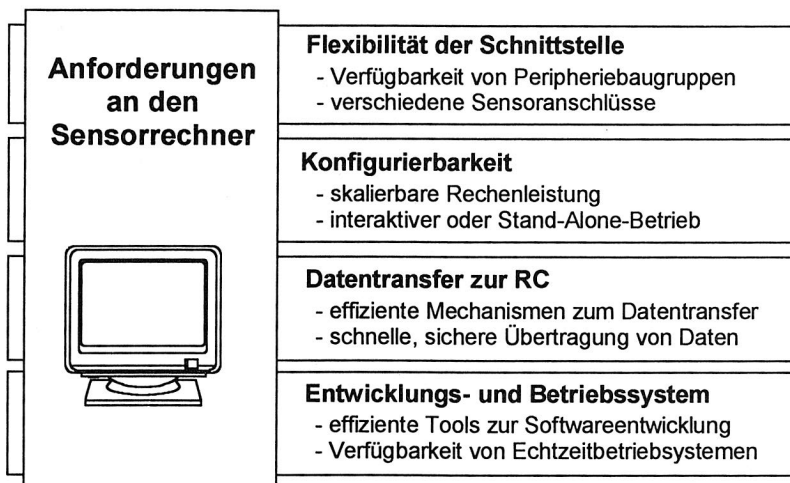 Anforderungen
an den
Sensorrechner
Flexibilität der Schnittstelle
- Verfügbarkeit von Peripheriebaugruppen
- verschiedene Sensoranschlüsse
Konfigurierbarkeit
- skalierbare Rechenleistung
- interaktiver oder Stand-Alone-Betrieb
Datentransfer zur RC
- effiziente Mechanismen zum Datentransfer
- schnelle, sichere Übertragung von Daten
Entwicklungs- und Betriebssystem
- effiziente Tools zur Softwareentwicklung
- Verfügbarkeit von Echtzeitbetriebsystemen